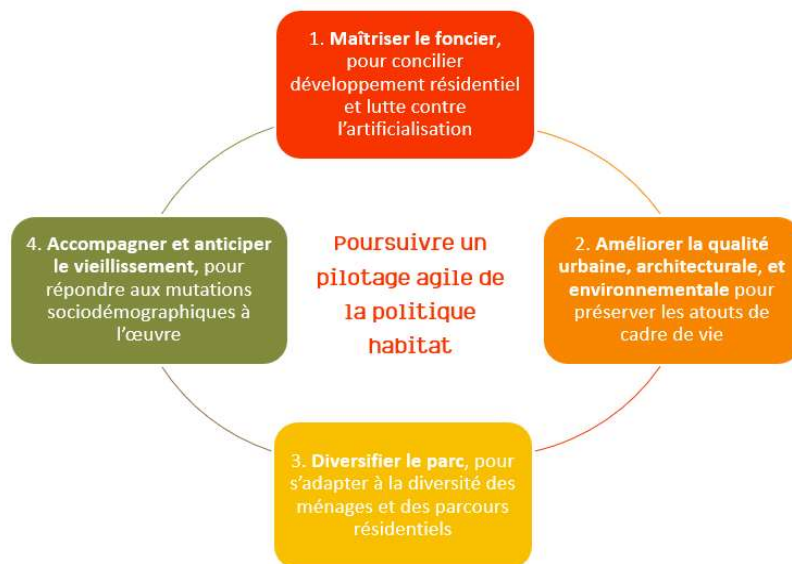 1. Maîtriser le foncier,
pour concilier
développement résidentiel
et lutte contre
l'artificialisation
4. Accompagner et anticiper
le vieillissement, pour
répondre aux mutations
sociodémographiques à
l'œuvre
Poursuivre un
pilotage agile de
la politique
habitat
2. Améliorer la qualité
urbaine, architecturale, et
environnementale pour
préserver les atouts de
cadre de vie
3. Diversifier le parc, pour
s'adapter à la diversité des
ménages et des parcours
résidentiels